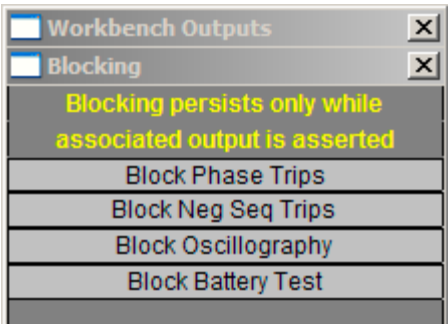 Workbench Outputs
Blocking
Blocking persists only while
associated output is asserted
Block Phase Trips
Block Neg Seq Trips
Block Oscillography
Block Battery Test